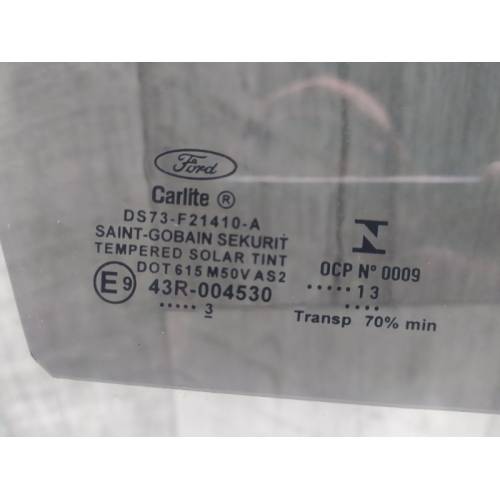 Ford
Carlite ®
DS73-F21410-A
SAINT-GOBAIN SEKURIT
TEMPERED SOLAR TINT
DOT 615 M50V AS2
E9 43R-004530
..... 3
OCP Nº 0009
..... 13
Transp 70% min